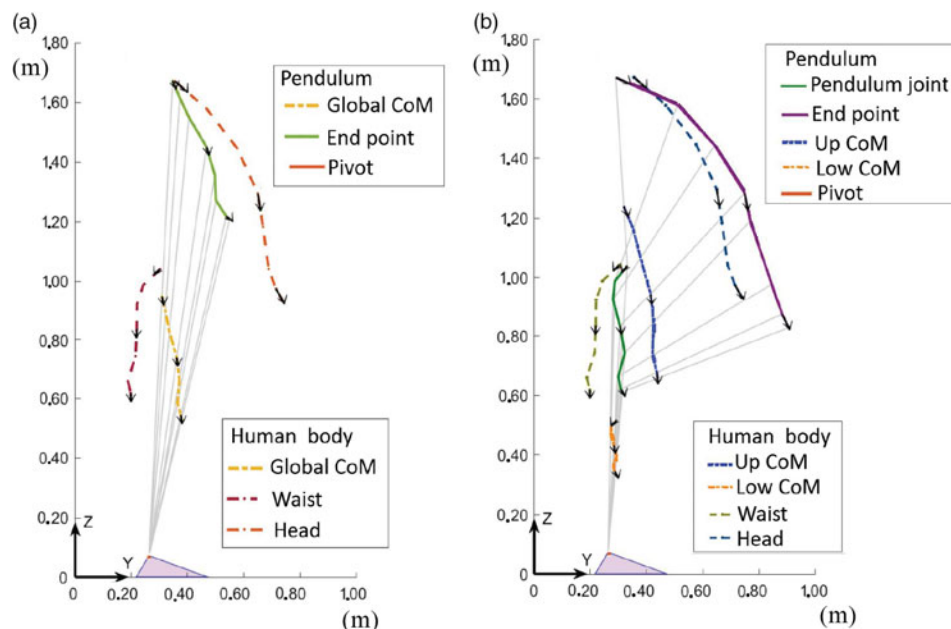 (a)
1.80
(m)
1.60
1.40
1.20
1.00
0.80
0.60
0.40
0.20
0
Z
Y
0
0.20
0.40
0.60
0.80
1.00
(m)
Pendulum
Global CoM
End point
Pivot
Human body
Global CoM
Waist
Head
(b)
1.80
(m)
1.60
1.40
1.20
1.00
0.80
0.60
0.40
0.20
0
Z
Y
0
0.20
0.40
0.60
0.80
1.00
(m)
Pendulum
Pendulum joint
End point
Up CoM
Low CoM
Pivot
Human body
Up CoM
Low CoM
Waist
Head